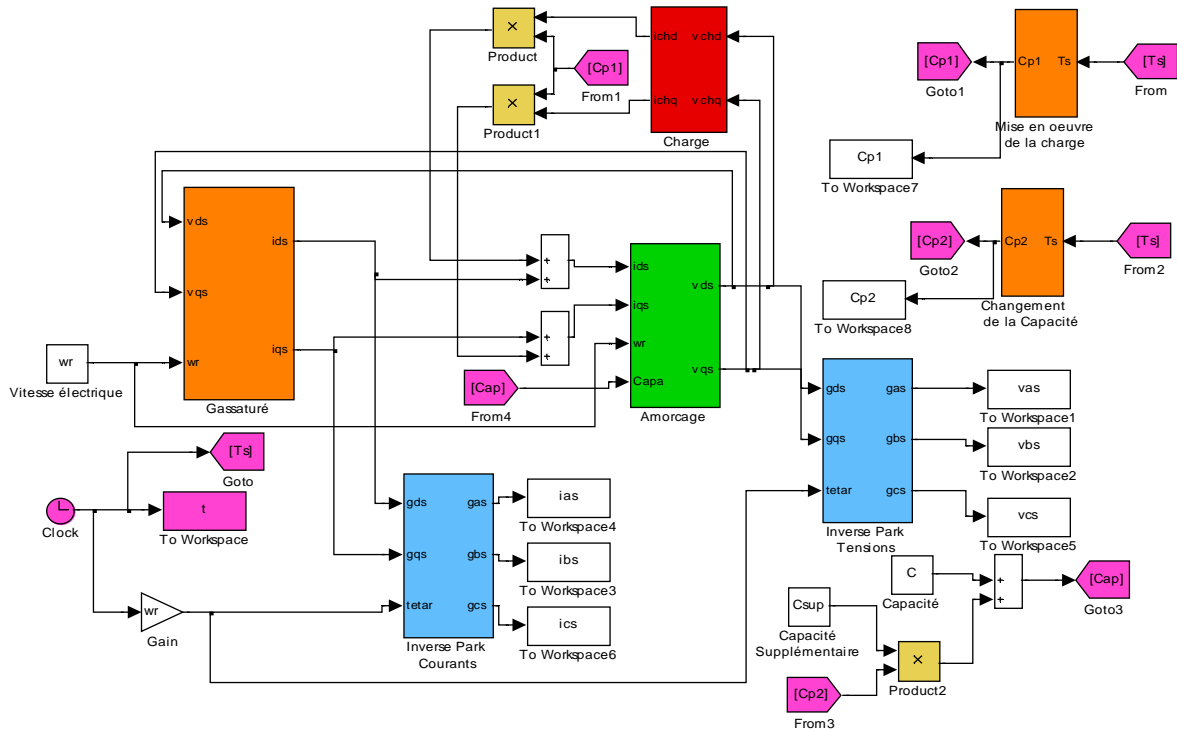 ×
Product
[Cp1]
From1
×
Product1
ichd
vchd
ichq
vchq
Charge
[Cp1]
Goto1
Cp1
Ts
[Ts]
From
Mise en oeuvre
de la charge
Cp1
To Workspace7
[Cp2]
Goto2
Cp2
Ts
[Ts]
From2
Changement
de la Capacité
Cp2
To Workspace8
vds
ids
vqs
iqs
wr
Gassaturé
wr
Vitesse électrique
+
+
+
+
ids
vds
iqs
wr
vqs
Capa
Amorcage
[Cap]
From4
[Ts]
Goto
Clock
t
To Workspace
wr
Gain
gds
gas
gqs
gbs
tetar
gcs
Inverse Park
Courants
ias
To Workspace4
ibs
To Workspace3
ics
To Workspace6
gds
gas
gqs
gbs
tetar
gcs
Inverse Park
Tensions
vas
To Workspace1
vbs
To Workspace2
vcs
To Workspace5
C
Capacité
+
+
[Cap]
Goto3
Csup
Capacité
Supplémentaire
×
Product2
[Cp2]
From3